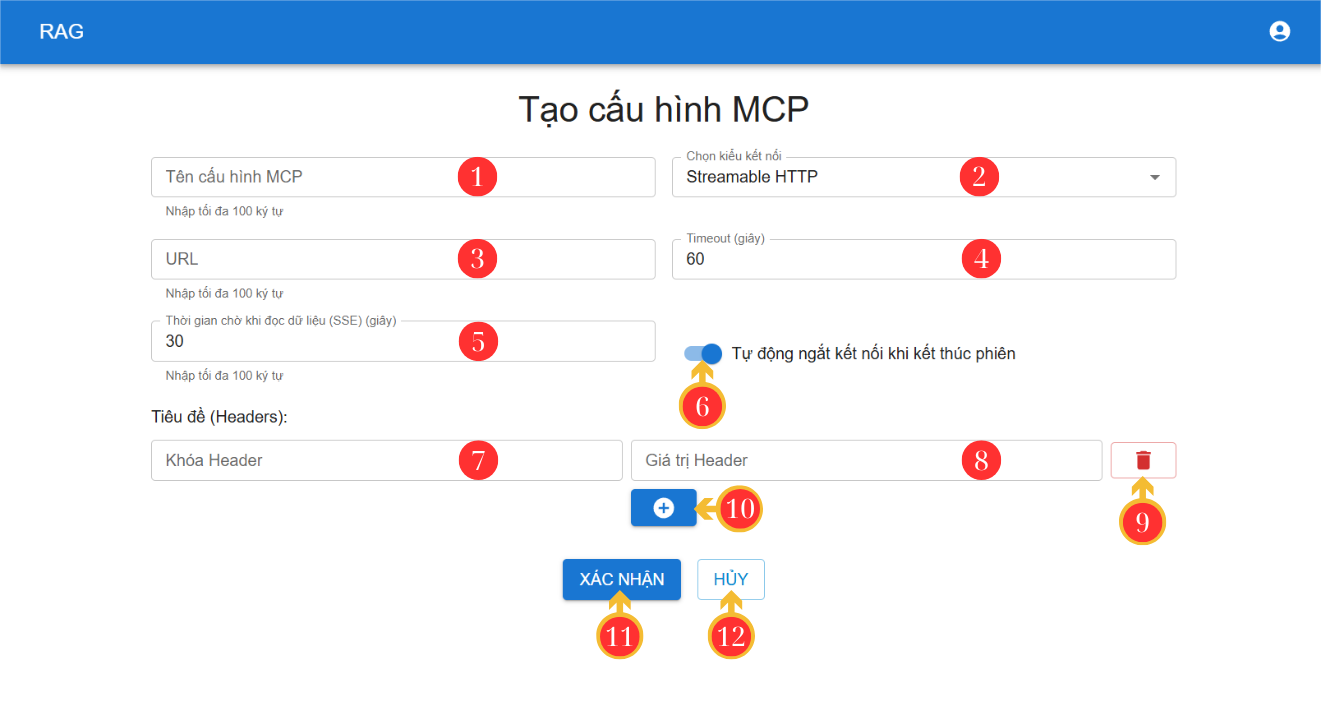 RAG
Tạo cấu hình MCP
Tên cấu hình MCP 1
Nhập tối đa 100 ký tự
Chọn kiểu kết nối
Streamable HTTP 2
URL 3
Nhập tối đa 100 ký tự
Timeout (giây)
60 4
Thời gian chờ khi đọc dữ liệu (SSE) (giây)
30 5
Nhập tối đa 100 ký tự
Tự động ngắt kết nối khi kết thúc phiên
6
Tiêu đề (Headers):
Khóa Header 7
Giá trị Header 8
9
10
XÁC NHẬN
HỦY
11
12